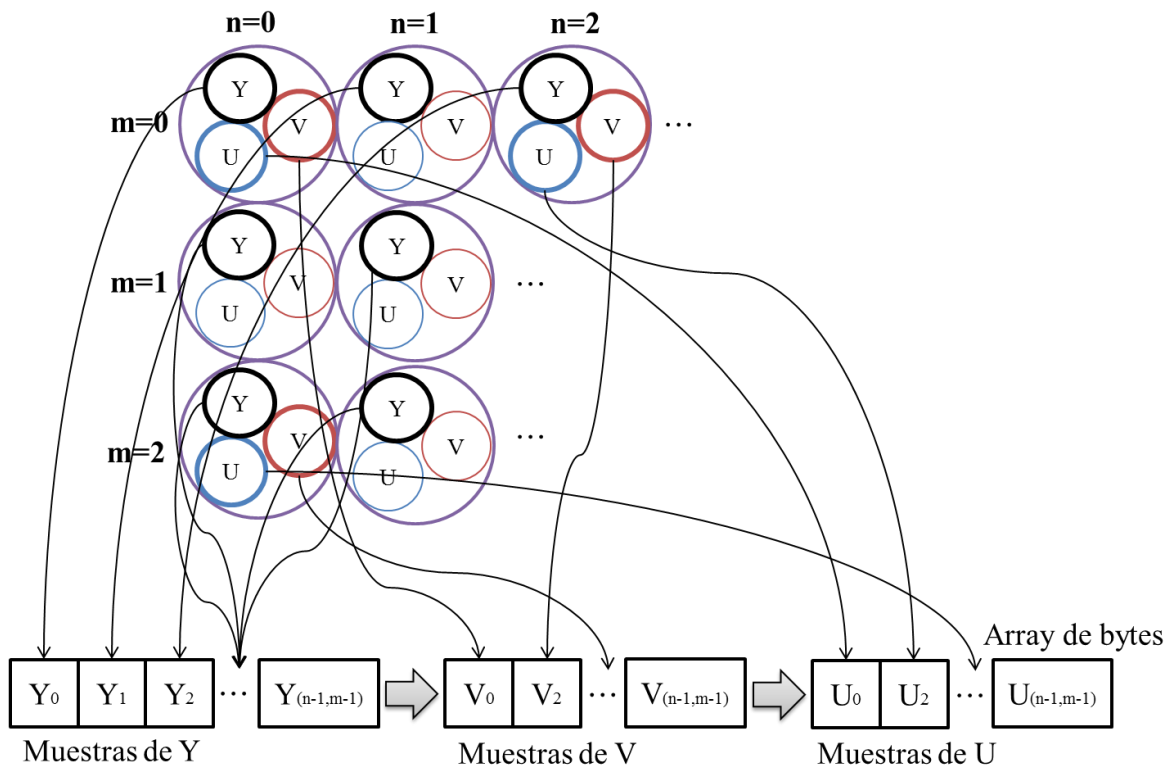 n=0 n=1 n=2
m=0 Y V U Y V U Y V U ...
m=1 Y V U Y V U ...
m=2 Y V U Y V U ...
Array de bytes
Y0 Y1 Y2 ... Y(n-1,m-1) V0 V2 ... V(n-1,m-1) U0 U2 ... U(n-1,m-1)
Muestras de Y Muestras de V Muestras de U